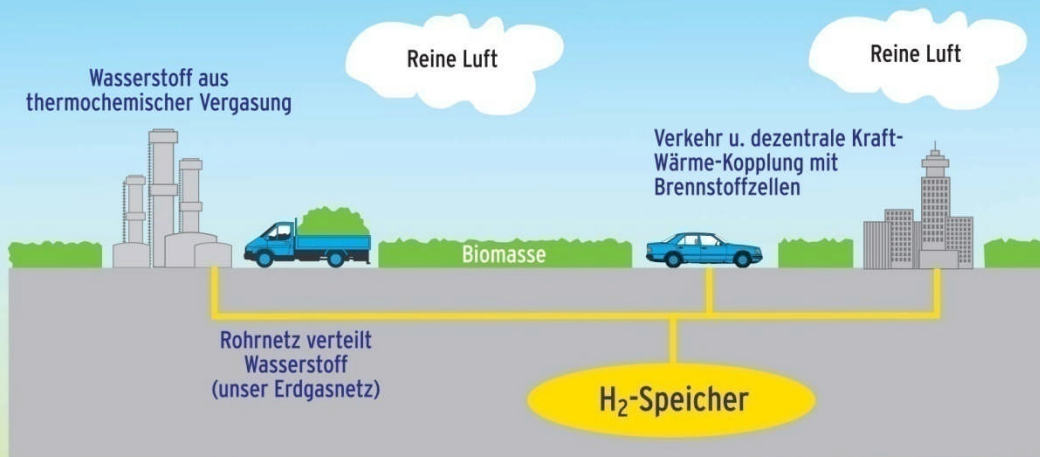 Reine Luft
Reine Luft
Wasserstoff aus
thermochemischer Vergasung
Verkehr u. dezentrale Kraft-
Wärme-Kopplung mit
Brennstoffzellen
Biomasse
Rohrnetz verteilt
Wasserstoff
(unser Erdgasnetz)
H₂-Speicher